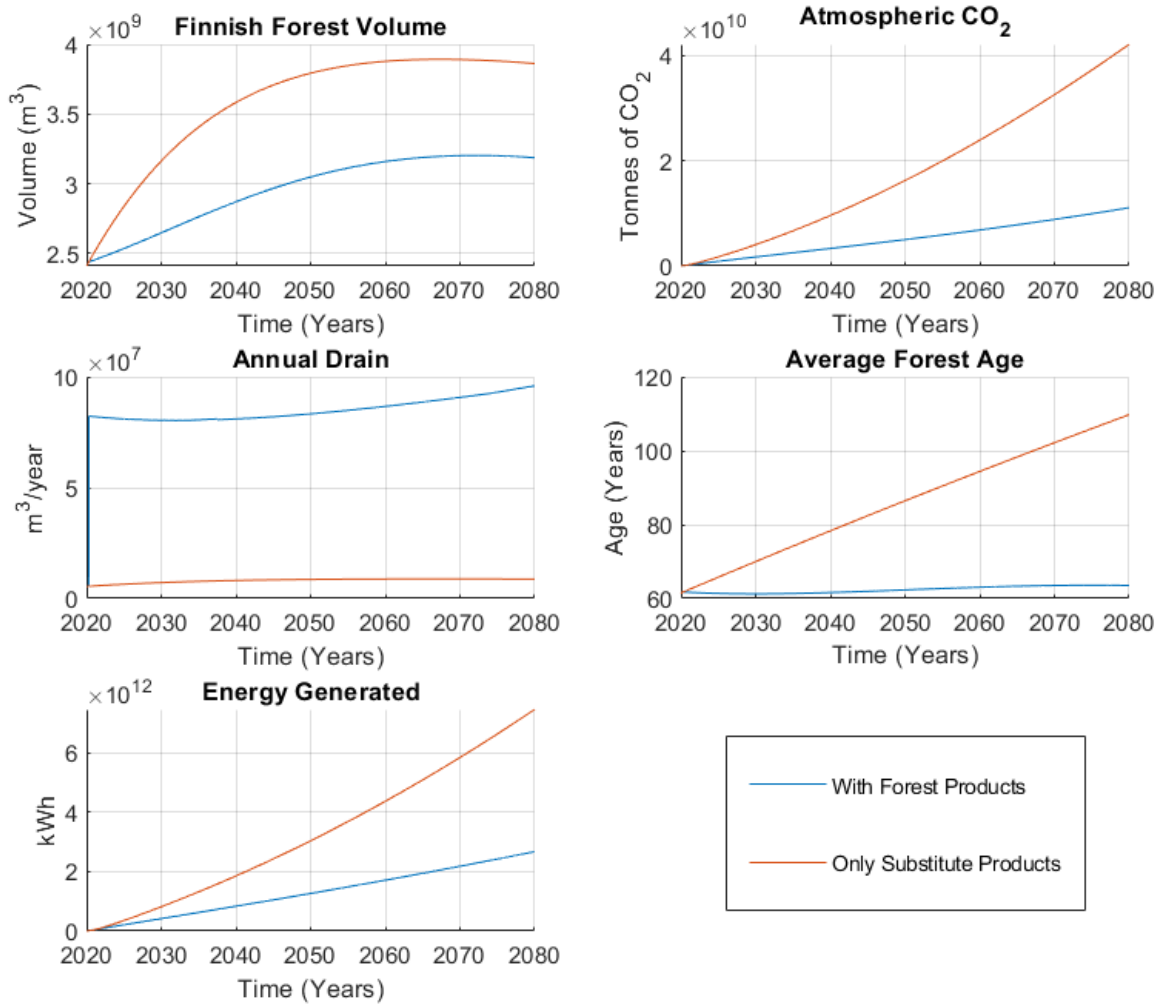 Finnish Forest Volume
×10^9
4
3.5
3
2.5
Volume (m^3)
2020 2030 2040 2050 2060 2070 2080
Time (Years)
Atmospheric CO_2
×10^10
4
2
0
Tonnes of CO_2
2020 2030 2040 2050 2060 2070 2080
Time (Years)
Annual Drain
×10^7
10
5
0
m^3/year
2020 2030 2040 2050 2060 2070 2080
Time (Years)
Average Forest Age
120
100
80
60
Age (Years)
2020 2030 2040 2050 2060 2070 2080
Time (Years)
Energy Generated
×10^12
6
4
2
0
kWh
2020 2030 2040 2050 2060 2070 2080
Time (Years)
With Forest Products
Only Substitute Products